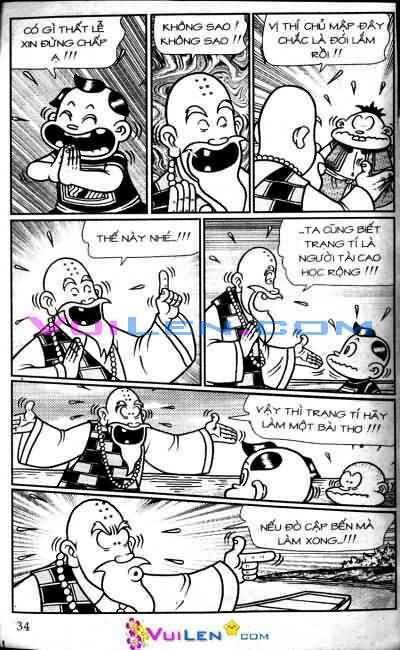 CÓ GÌ THẤT LỄ
XIN ĐỪNG CHẤP
Ạ !!!
KHÔNG SAO !
KHÔNG SAO !!
VỊ THÍ CHỦ MẬP ĐÂY
CHẮC LÀ ĐÓI LẮM
RỒI !!
THẾ NÀY NHÉ..!!!
..TA CŨNG BIẾT
TRẠNG TÍ LÀ
NGƯỜI TÀI CAO
HỌC RỘNG !!!
VUILEN.COM
VẬY THÌ TRẠNG TÍ HÃY
LÀM MỘT BÀI THƠ !!!
NẾU ĐÒ CẬP BẾN MÀ
LÀM XONG..!!!
34
VUILEN.COM